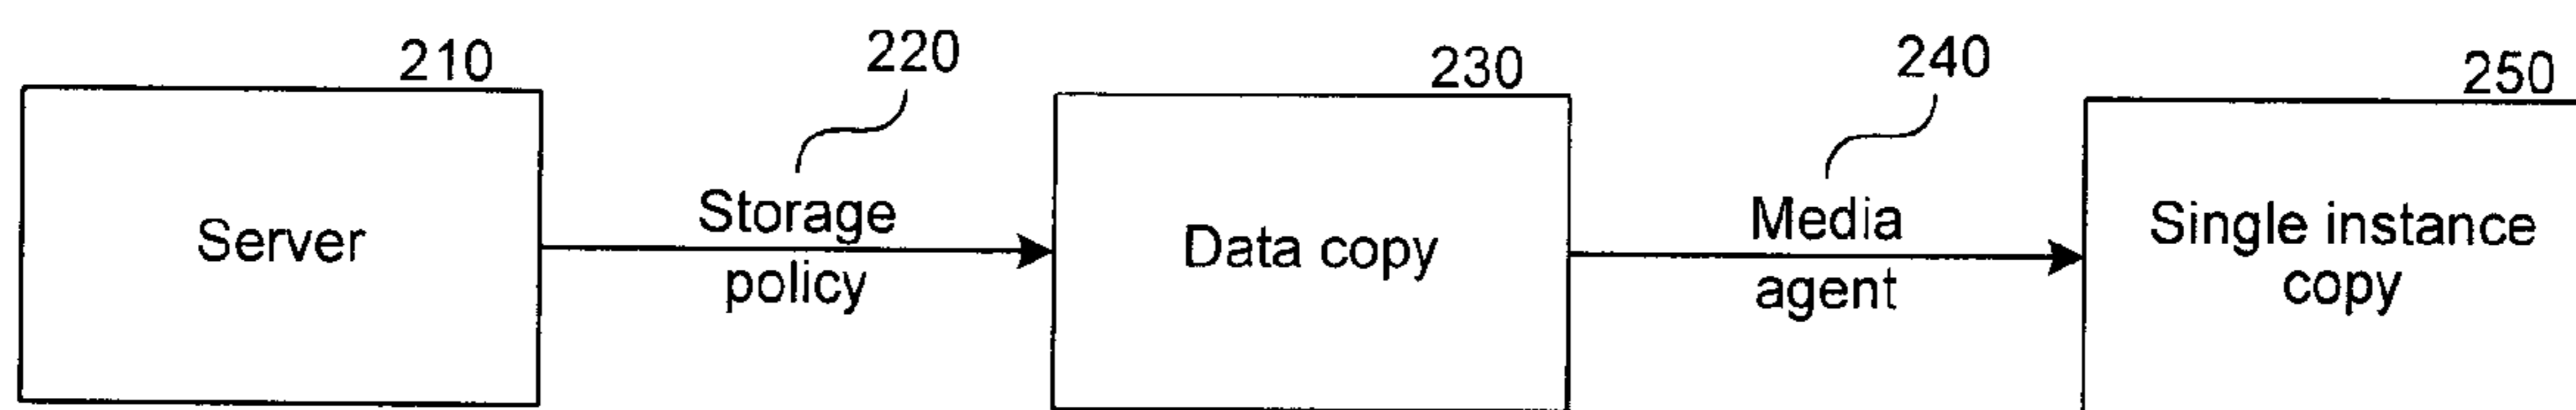 210
220
230
240
250
Server
Storage
policy
Data copy
Media
agent
Single instance
copy